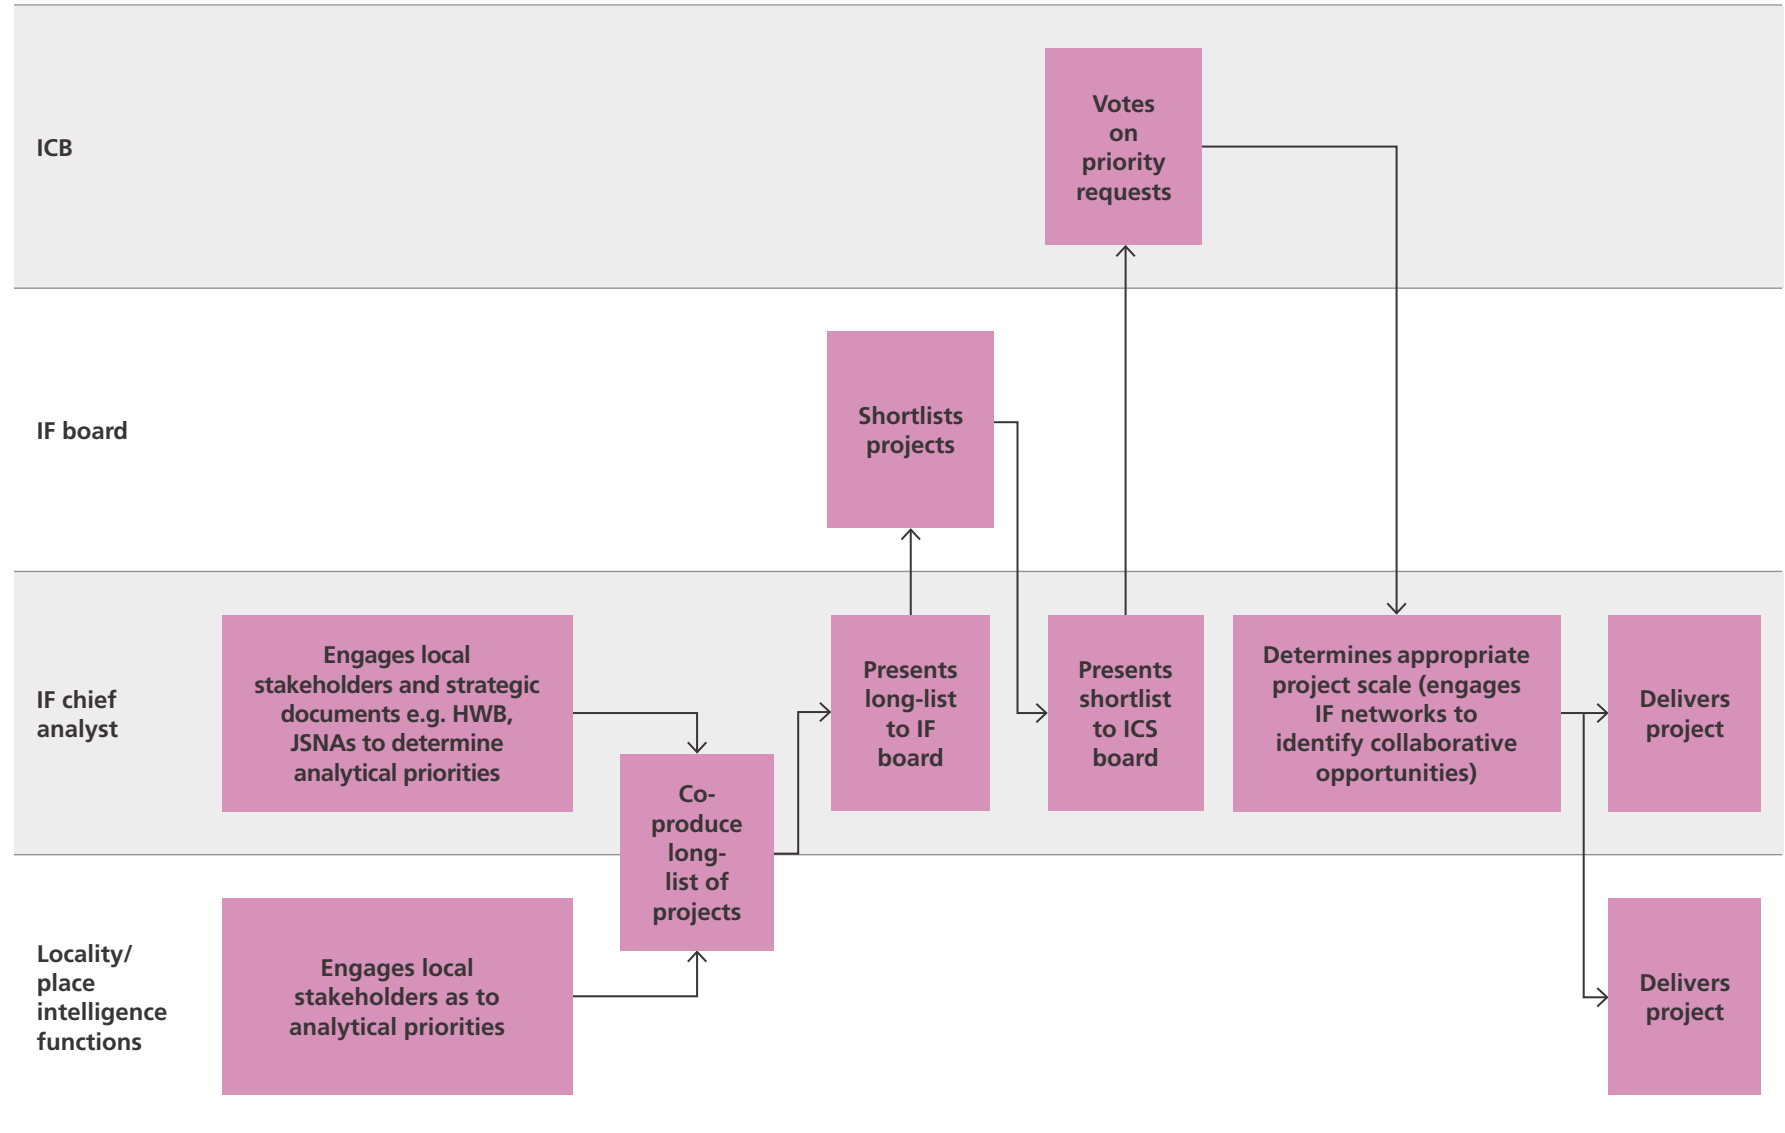 ICB
Votes
on
priority
requests
IF board
Shortlists
projects
IF chief
analyst
Engages local
stakeholders and strategic
documents e.g. HWB,
JSNAs to determine
analytical priorities
Co-
produce
long-
list of
projects
Presents
long-list
to IF
board
Presents
shortlist
to ICS
board
Determines appropriate
project scale (engages
IF networks to
identify collaborative
opportunities)
Delivers
project
Locality/
place
intelligence
functions
Engages local
stakeholders as to
analytical priorities
Delivers
project